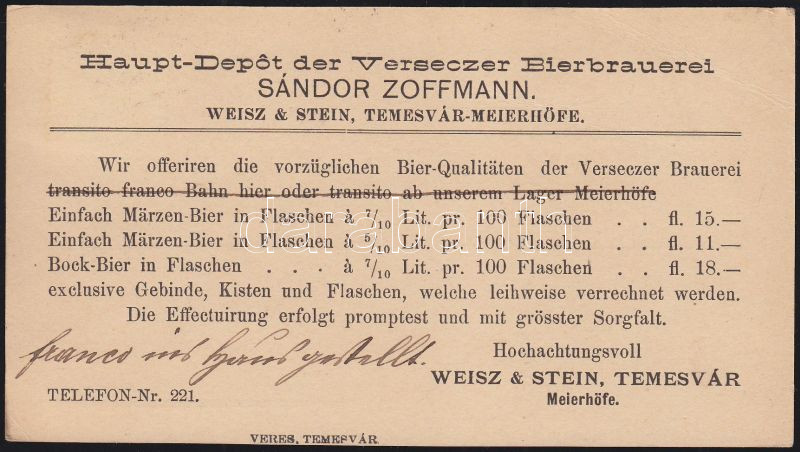 Haupt-Depôt der Verseczer Bierbrauerei
SÁNDOR ZOFFMANN.
WEISZ & STEIN, TEMESVÁR-MEIERHÖFE.
Wir offeriren die vorzüglichen Bier-Qualitäten der Verseczer Brauerei
transito franco Bahn hier oder transito ab unserem Lager Meierhöfe
Einfach Märzen-Bier in Flaschen à 7/10 Lit. pr. 100 Flaschen . . fl. 15.—
Einfach Märzen-Bier in Flaschen à 5/10 Lit. pr. 100 Flaschen . . fl. 11.—
Bock-Bier in Flaschen . . . à 7/10 Lit. pr. 100 Flaschen . . fl. 18.—
exclusive Gebinde, Kisten und Flaschen, welche leihweise verrechnet werden.
Die Effectuirung erfolgt promptest und mit grösster Sorgfalt.
franco ins Haus gestellt.
Hochachtungsvoll
WEISZ & STEIN, TEMESVÁR
Meierhöfe.
TELEFON-Nr. 221.
VERES, TEMESVÁR
darabanth